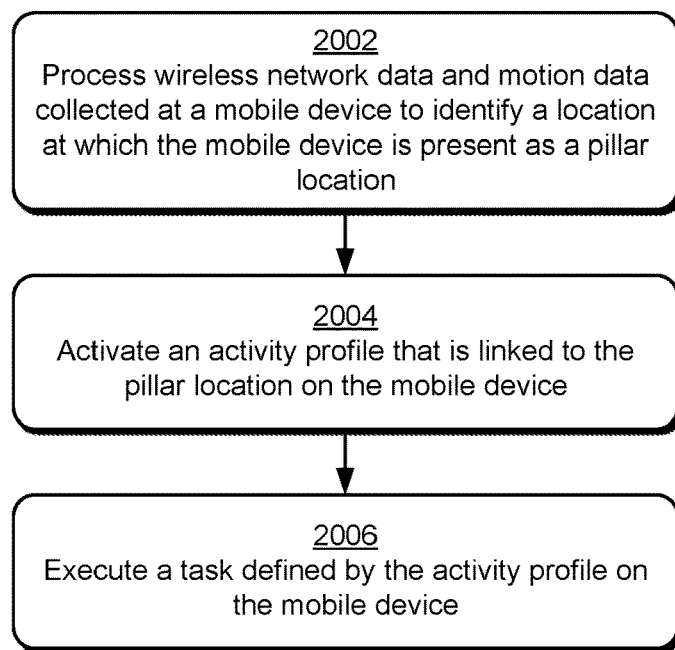 2002
Process wireless network data and motion data
collected at a mobile device to identify a location
at which the mobile device is present as a pillar
location
2004
Activate an activity profile that is linked to the
pillar location on the mobile device
2006
Execute a task defined by the activity profile on
the mobile device